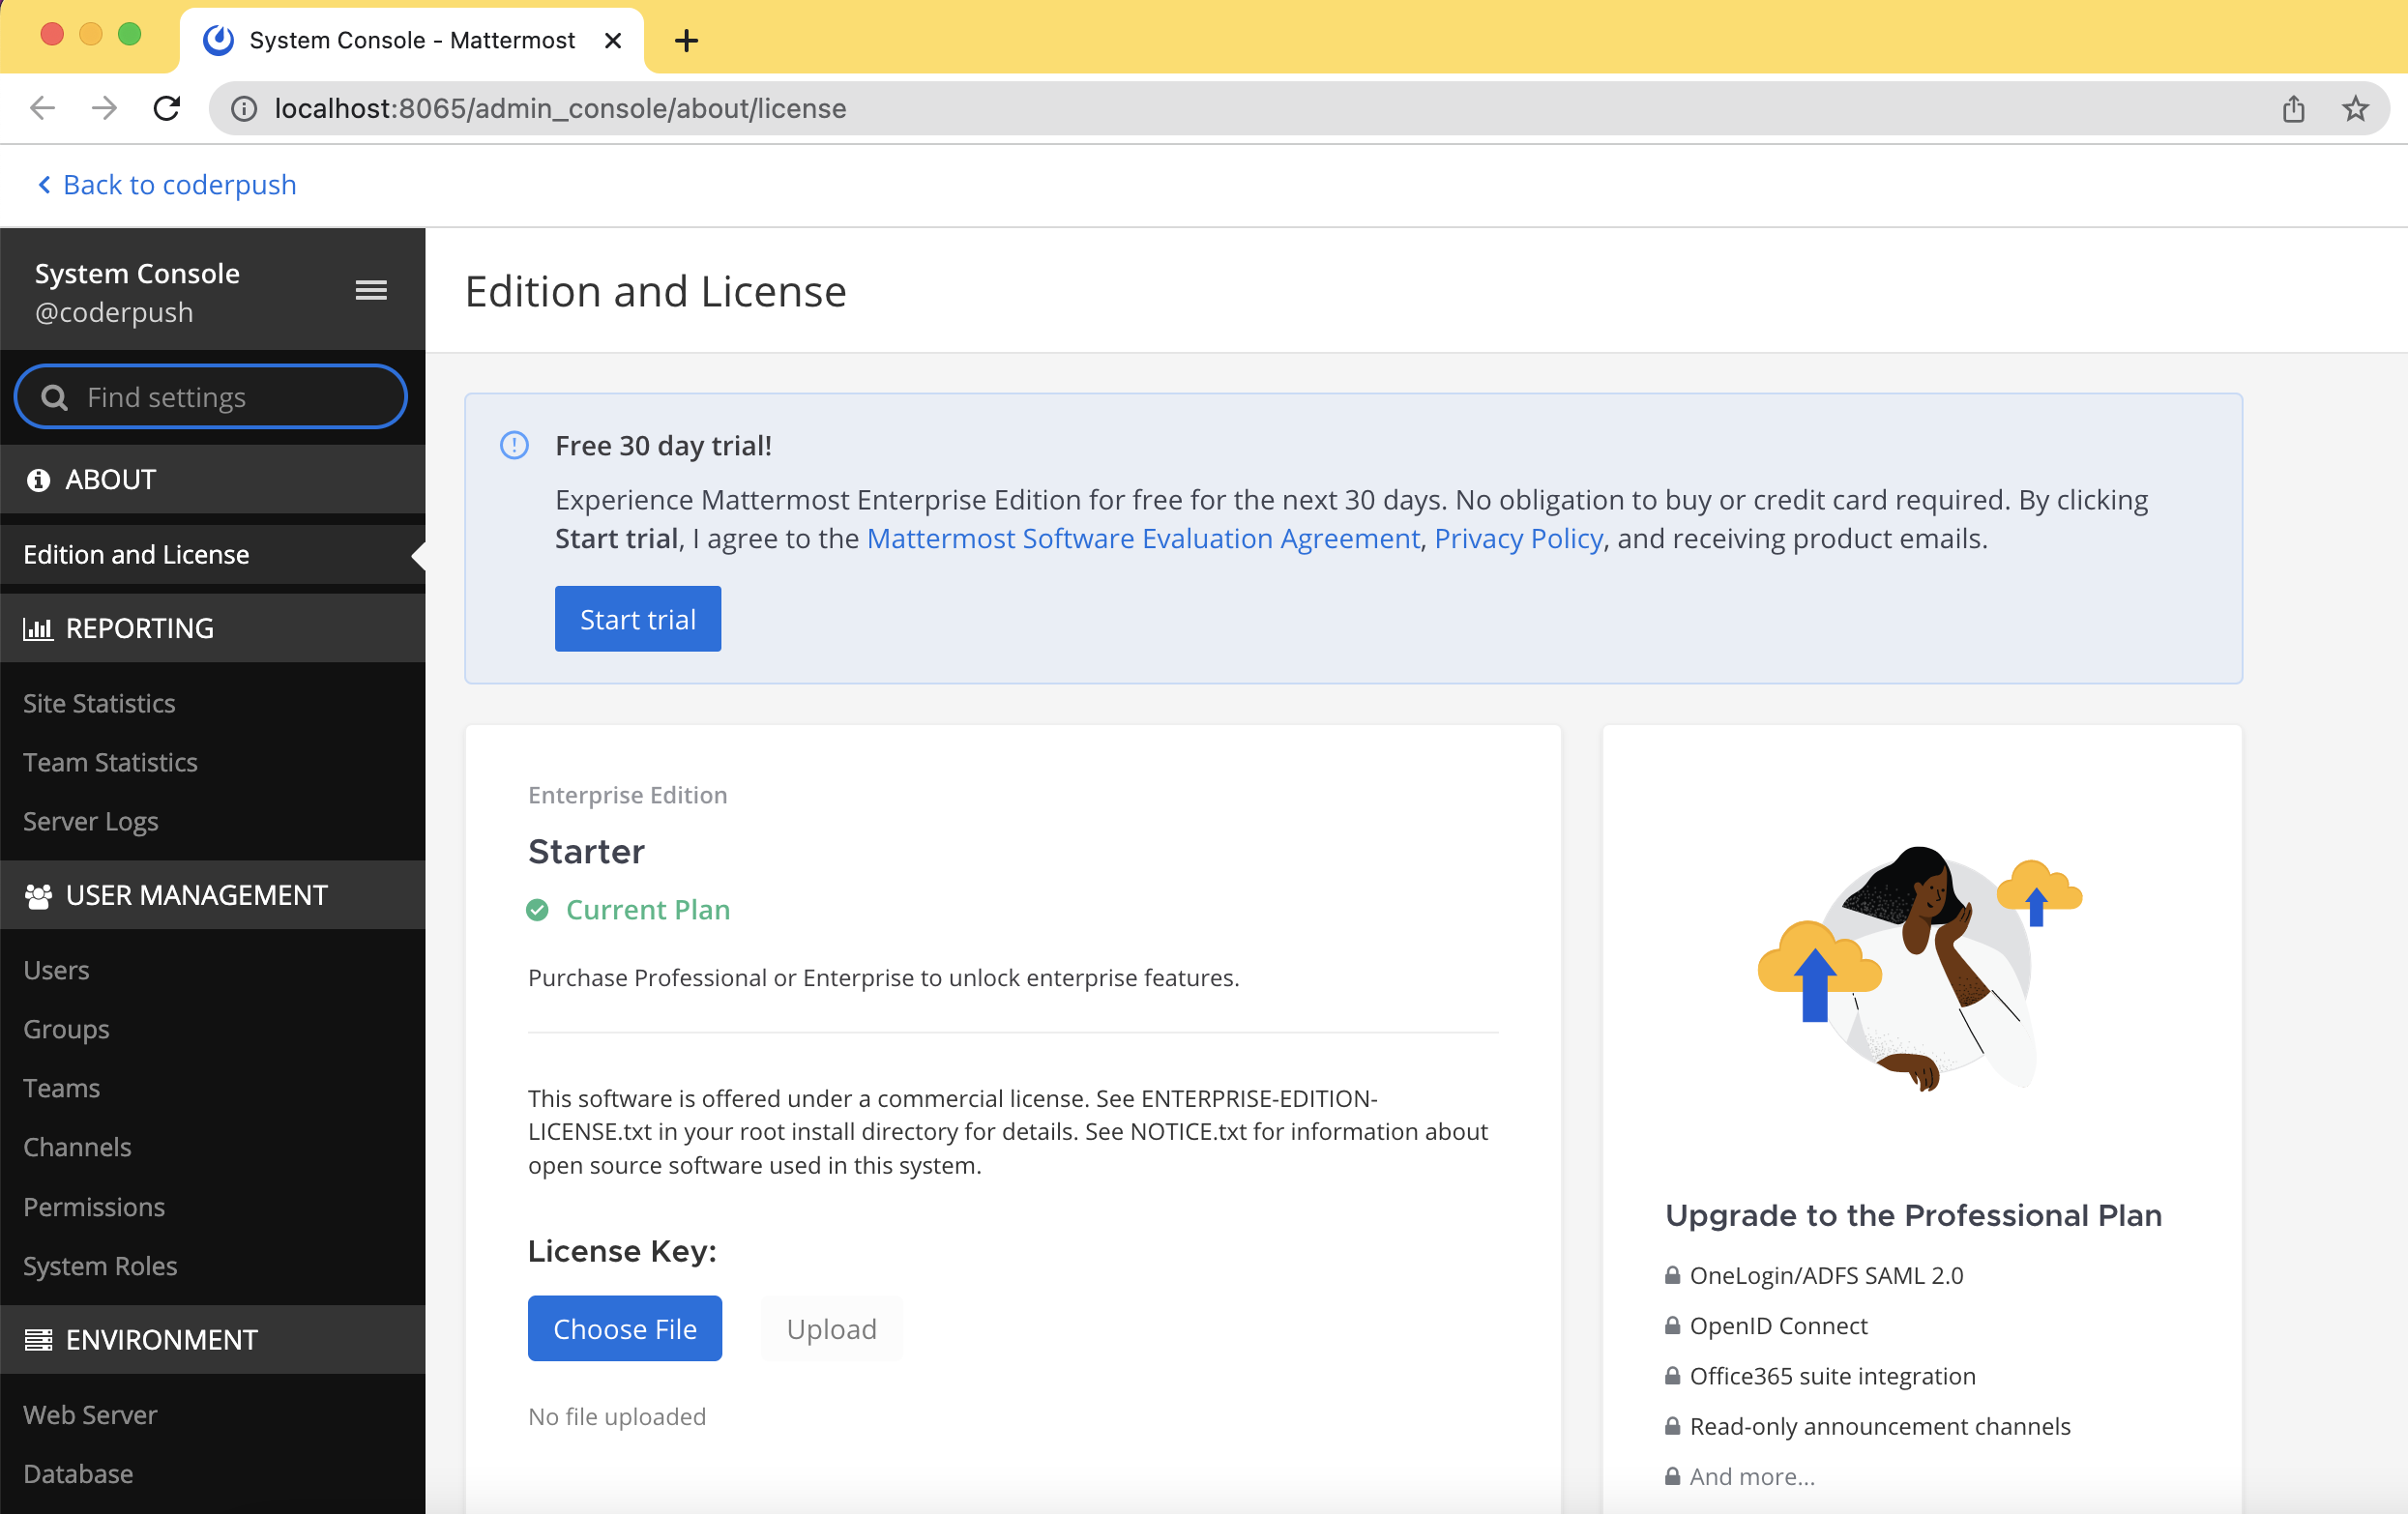 System Console - Mattermost
localhost:8065/admin_console/about/license
Back to coderpush
System Console
@coderpush
Find settings
ABOUT
Edition and License
REPORTING
Site Statistics
Team Statistics
Server Logs
USER MANAGEMENT
Users
Groups
Teams
Channels
Permissions
System Roles
ENVIRONMENT
Web Server
Database
Edition and License
Free 30 day trial!
Experience Mattermost Enterprise Edition for free for the next 30 days. No obligation to buy or credit card required. By clicking
Start trial, I agree to the Mattermost Software Evaluation Agreement, Privacy Policy, and receiving product emails.
Start trial
Enterprise Edition
Starter
Current Plan
Purchase Professional or Enterprise to unlock enterprise features.
This software is offered under a commercial license. See ENTERPRISE-EDITION-
LICENSE.txt in your root install directory for details. See NOTICE.txt for information about
open source software used in this system.
License Key:
Choose File
Upload
No file uploaded
Upgrade to the Professional Plan
OneLogin/ADFS SAML 2.0
OpenID Connect
Office365 suite integration
Read-only announcement channels
And more...